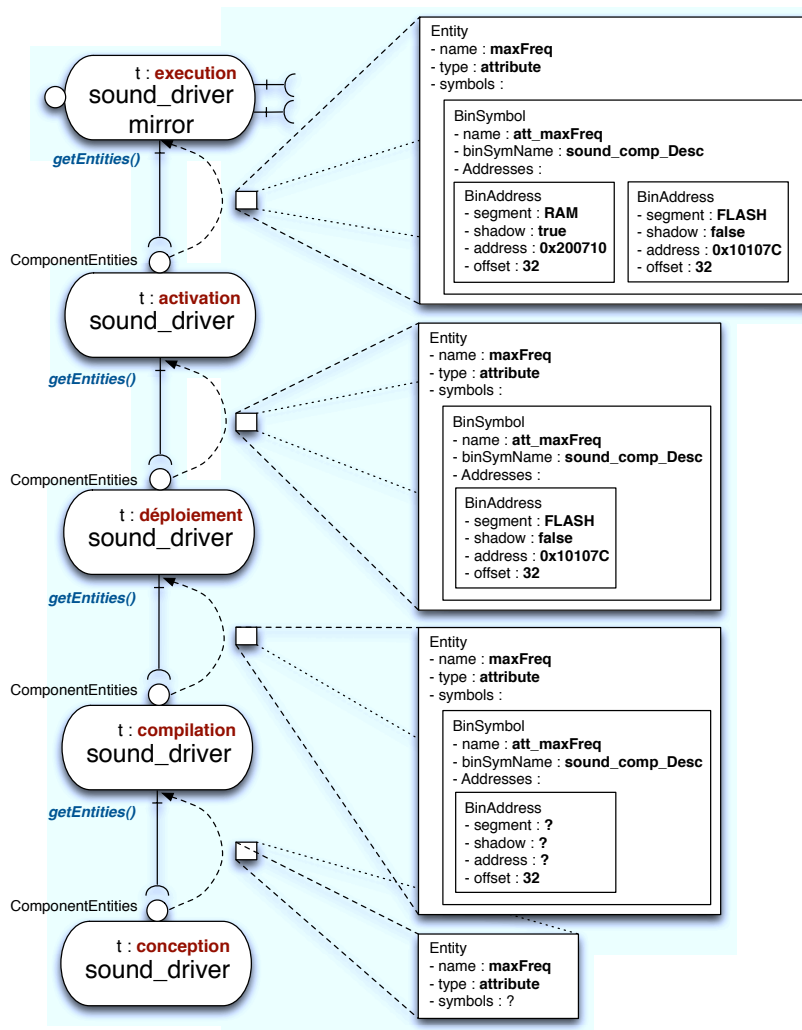 t : execution
sound_driver
mirror
getEntities()
ComponentEntities
t : activation
sound_driver
getEntities()
ComponentEntities
t : déploiement
sound_driver
getEntities()
ComponentEntities
t : compilation
sound_driver
getEntities()
ComponentEntities
t : conception
sound_driver
Entity
- name : maxFreq
- type : attribute
- symbols :
BinSymbol
- name : att_maxFreq
- binSymName : sound_comp_Desc
- Addresses :
BinAddress
- segment : RAM
- shadow : true
- address : 0x200710
- offset : 32
BinAddress
- segment : FLASH
- shadow : false
- address : 0x10107C
- offset : 32
Entity
- name : maxFreq
- type : attribute
- symbols :
BinSymbol
- name : att_maxFreq
- binSymName : sound_comp_Desc
- Addresses :
BinAddress
- segment : FLASH
- shadow : false
- address : 0x10107C
- offset : 32
Entity
- name : maxFreq
- type : attribute
- symbols :
BinSymbol
- name : att_maxFreq
- binSymName : sound_comp_Desc
- Addresses :
BinAddress
- segment : ?
- shadow : ?
- address : ?
- offset : 32
Entity
- name : maxFreq
- type : attribute
- symbols : ?